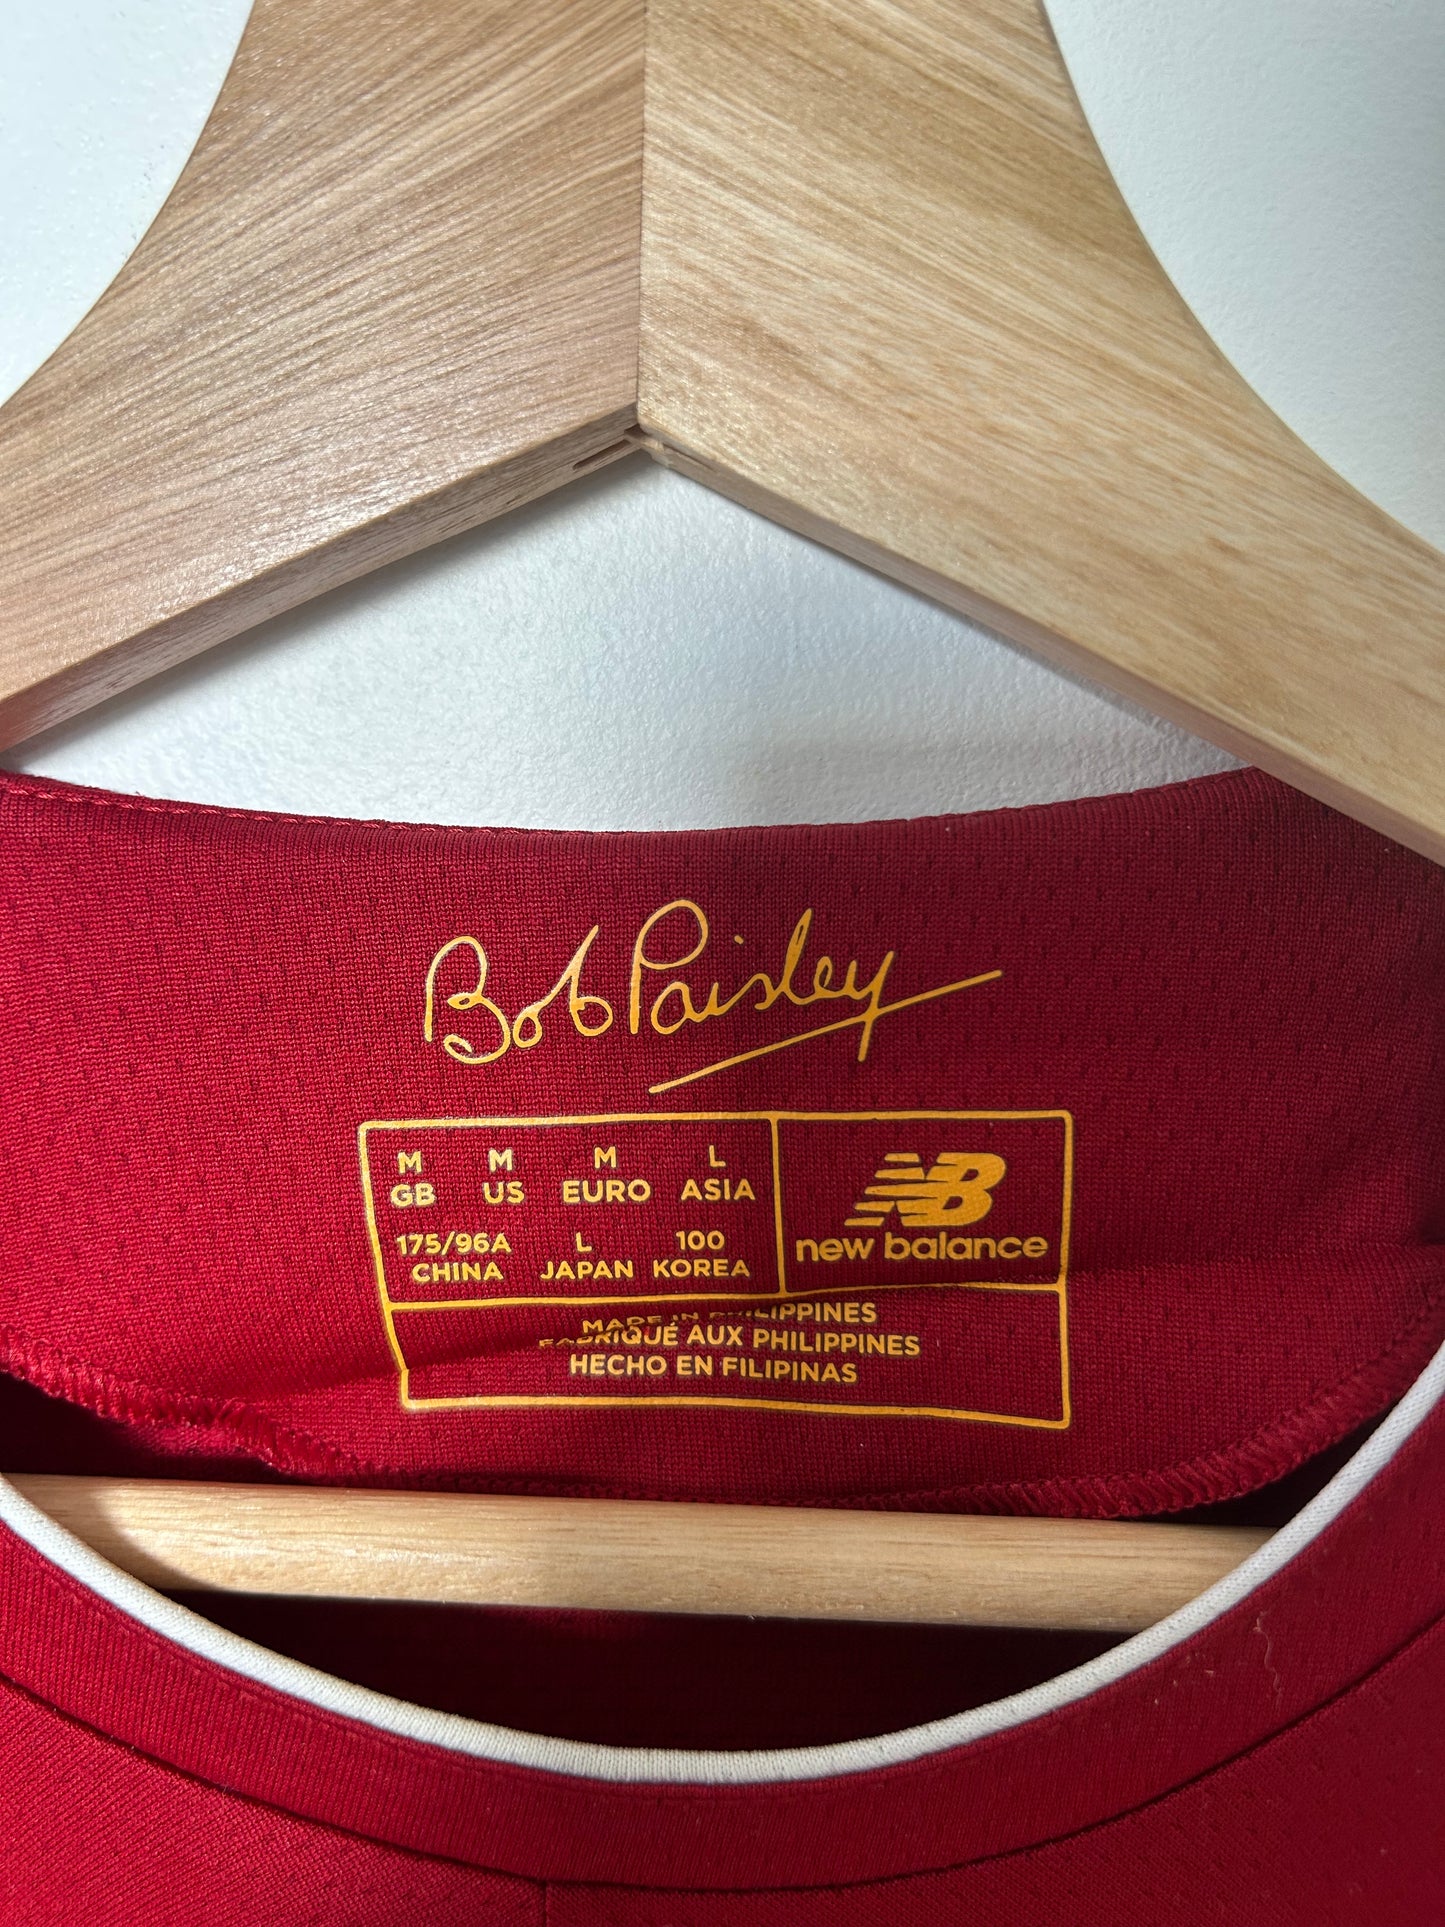 Bob Paisley
M M M L
GB US EURO ASIA
175/96A L 100
CHINA JAPAN KOREA
NB
new balance
MADE IN PHILIPPINES
FABRIQUÉ AUX PHILIPPINES
HECHO EN FILIPINAS